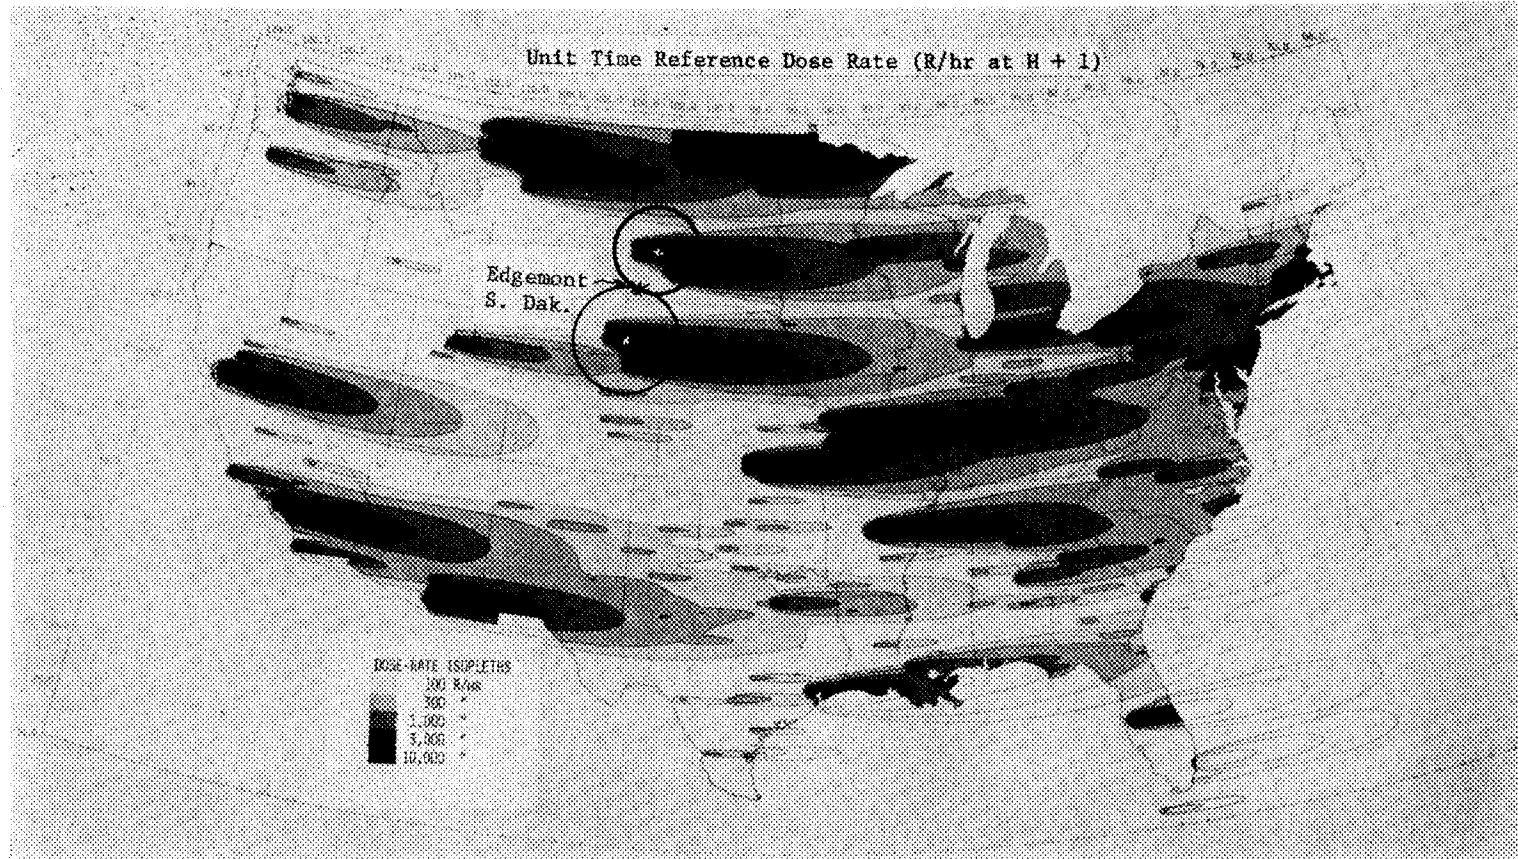 Unit Time Reference Dose Rate (R/hr at H + 1)
Edgemont
S. Dak.
DOSE-RATE ISOPLETHS
100 R/HR
300 "
1,000 "
3,000 "
10,000 "